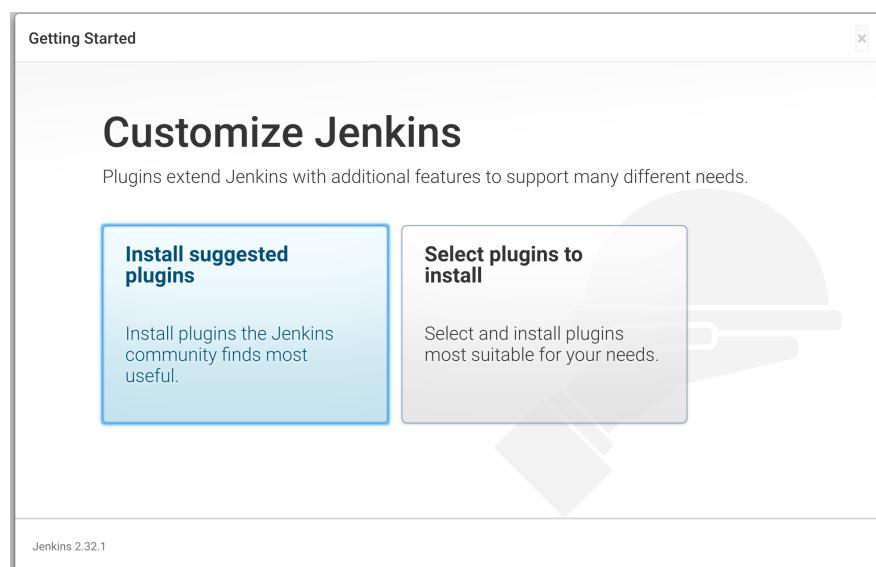 Getting Started
×
Customize Jenkins
Plugins extend Jenkins with additional features to support many different needs.
Install suggested
plugins
Install plugins the Jenkins
community finds most
useful.
Select plugins to
install
Select and install plugins
most suitable for your needs.
Jenkins 2.32.1